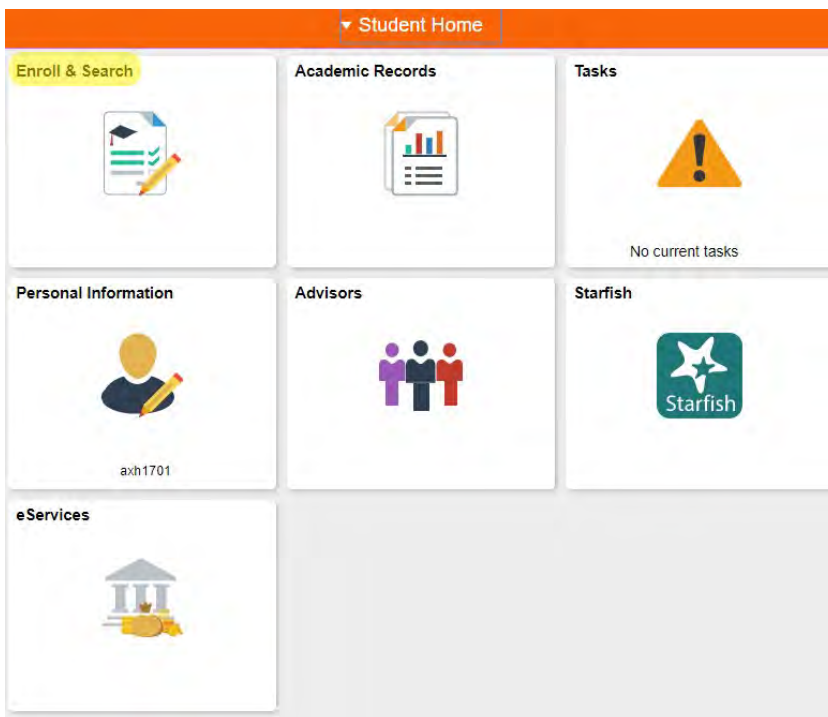 Student Home
Enroll & Search
Academic Records
Tasks
No current tasks
Personal Information
Advisors
Starfish
Starfish
axh1701
eServices